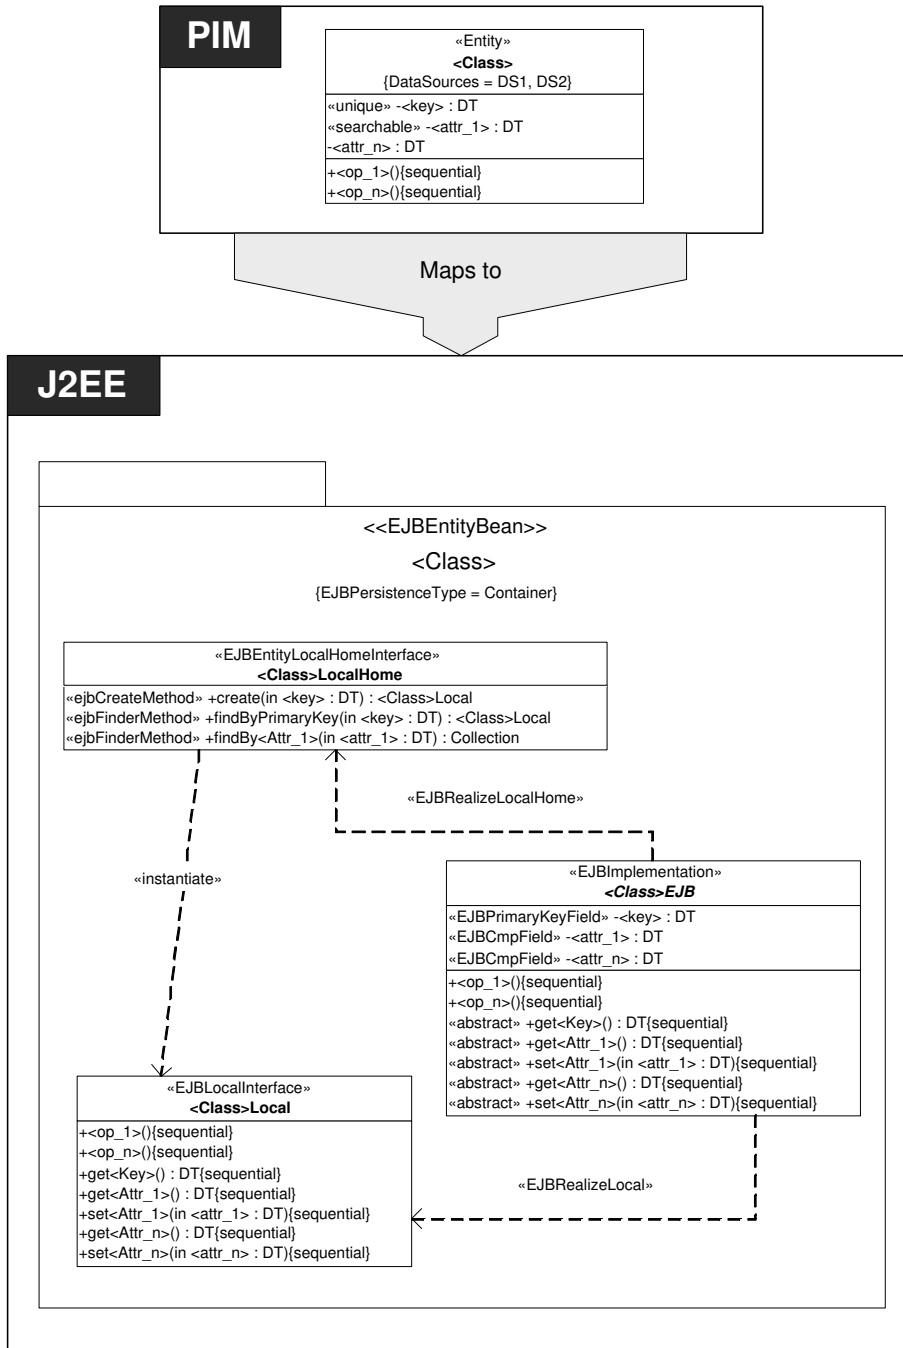 PIM
«Entity»
<Class>
{DataSources = DS1, DS2}
«unique» -<key> : DT
«searchable» -<attr_1> : DT
-<attr_n> : DT
+<op_1>(){sequential}
+<op_n>(){sequential}
Maps to
J2EE
<<EJBEntityBean>>
<Class>
{EJBPersistenceType = Container}
«EJBEntityLocalHomeInterface»
<Class>LocalHome
«ejbCreateMethod» +create(in <key> : DT) : <Class>Local
«ejbFinderMethod» +findByPrimaryKey(in <key> : DT) : <Class>Local
«ejbFinderMethod» +findBy<Attr_1>(in <attr_1> : DT) : Collection
«EJBRealizeLocalHome»
«instantiate»
«EJBImplementation»
<Class>EJB
«EJBPrimaryKeyField» -<key> : DT
«EJBCmpField» -<attr_1> : DT
«EJBCmpField» -<attr_n> : DT
+<op_1>(){sequential}
+<op_n>(){sequential}
«abstract» +get<Key>() : DT{sequential}
«abstract» +get<Attr_1>() : DT{sequential}
«abstract» +set<Attr_1>(in <attr_1> : DT){sequential}
«abstract» +get<Attr_n>() : DT{sequential}
«abstract» +set<Attr_n>(in <attr_n> : DT){sequential}
«EJBLocalInterface»
<Class>Local
+<op_1>(){sequential}
+<op_n>(){sequential}
+get<Key>() : DT{sequential}
+get<Attr_1>() : DT{sequential}
+set<Attr_1>(in <attr_1> : DT){sequential}
+get<Attr_n>() : DT{sequential}
+set<Attr_n>(in <attr_n> : DT){sequential}
«EJBRealizeLocal»